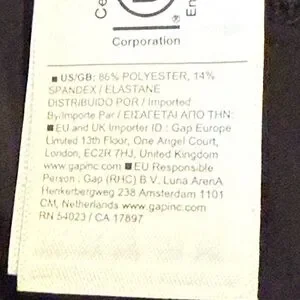 Ce
En
®
Corporation
■ US/GB: 86% POLYESTER, 14%
SPANDEX / ELASTANE
DISTRIBUIDO POR / Imported
By/Importe Par / ΕΙΣΑΓΕΤΑΙ ΑΠΟ ΤΗΝ:
■ EU and UK Importer ID : Gap Europe
Limited 13th Floor, One Angel Court,
London, EC2R 7HJ, United Kingdom
www.gapinc.com ■ EU Responsible
Person : Gap (RHC) B.V. Luna ArenA
Herikerbergweg 238 Amsterdam 1101
CM, Netherlands www.gapinc.com
RN 54023 / CA 17897